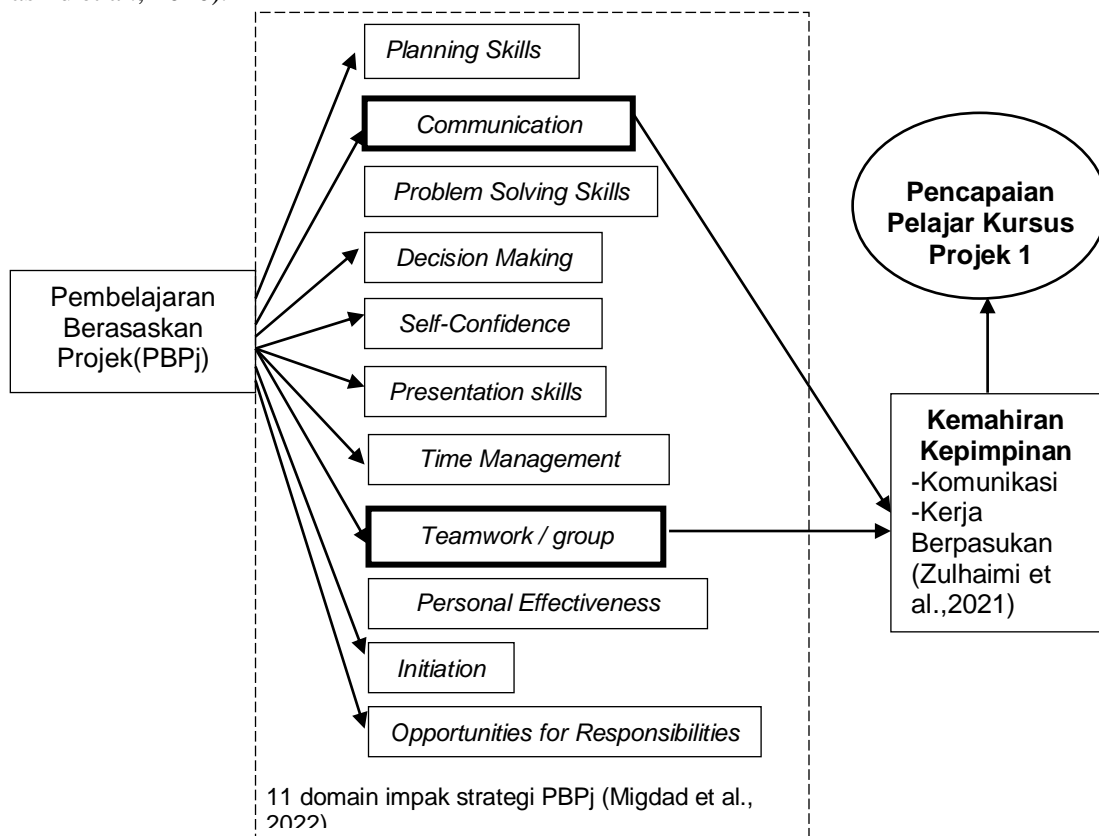 Planning Skills
Communication
Problem Solving Skills
Decision Making
Self-Confidence
Presentation skills
Time Management
Teamwork / group
Personal Effectiveness
Initiation
Opportunities for Responsibilities
11 domain impak strategi PBPj (Migdad et al.,
2022)
Pembelajaran
Berasaskan
Projek(PBPj)
Pencapaian
Pelajar Kursus
Projek 1
Kemahiran
Kepimpinan
-Komunikasi
-Kerja
Berpasukan
(Zulhaimi et
al.,2021)